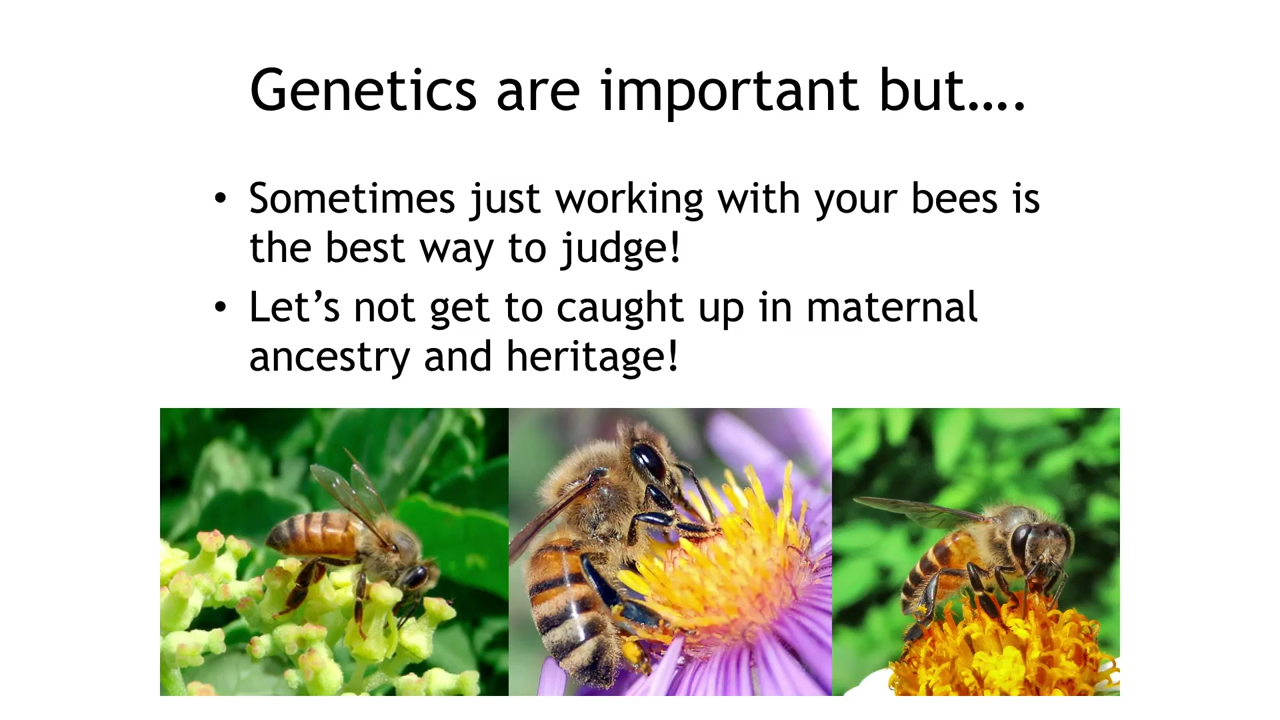 Genetics are important but….
• Sometimes just working with your bees is
the best way to judge!
• Let’s not get to caught up in maternal
ancestry and heritage!